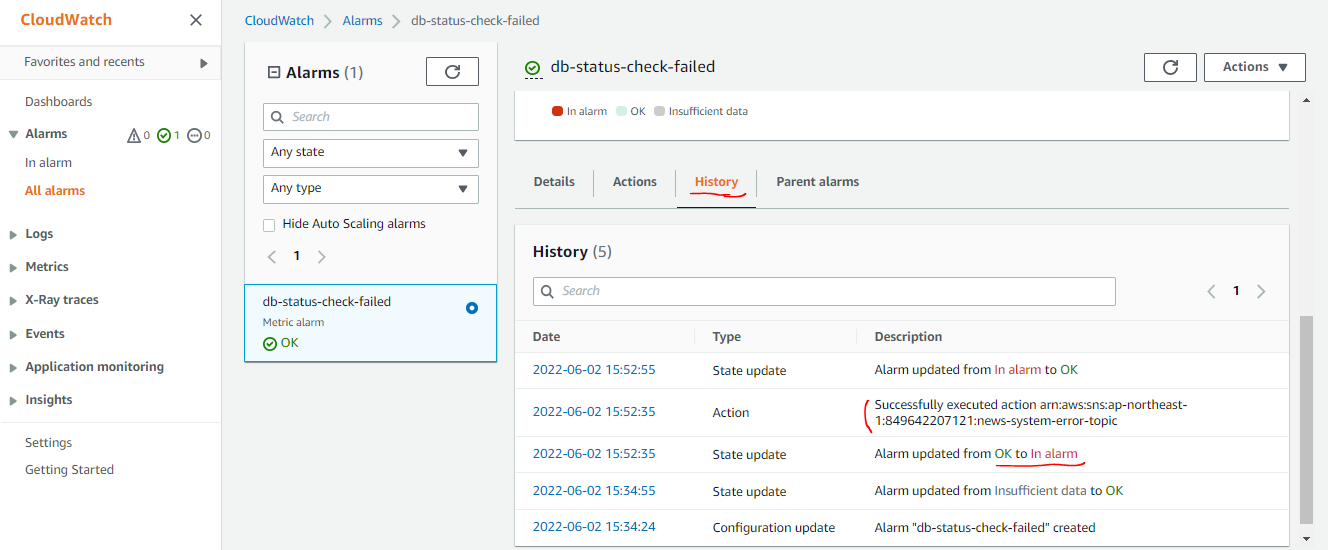 CloudWatch
Favorites and recents
Dashboards
Alarms 0 1 0
In alarm
All alarms
Logs
Metrics
X-Ray traces
Events
Application monitoring
Insights
Settings
Getting Started
CloudWatch > Alarms > db-status-check-failed
Alarms (1)
Search
Any state
Any type
Hide Auto Scaling alarms
1
db-status-check-failed
Metric alarm
OK
db-status-check-failed
Actions
In alarm OK Insufficient data
Details Actions History Parent alarms
History (5)
Search
1
Date Type Description
2022-06-02 15:52:55 State update Alarm updated from In alarm to OK
2022-06-02 15:52:35 Action Successfully executed action arn:aws:sns:ap-northeast-
1:849642207121:news-system-error-topic
2022-06-02 15:52:35 State update Alarm updated from OK to In alarm
2022-06-02 15:34:55 State update Alarm updated from Insufficient data to OK
2022-06-02 15:34:24 Configuration update Alarm "db-status-check-failed" created